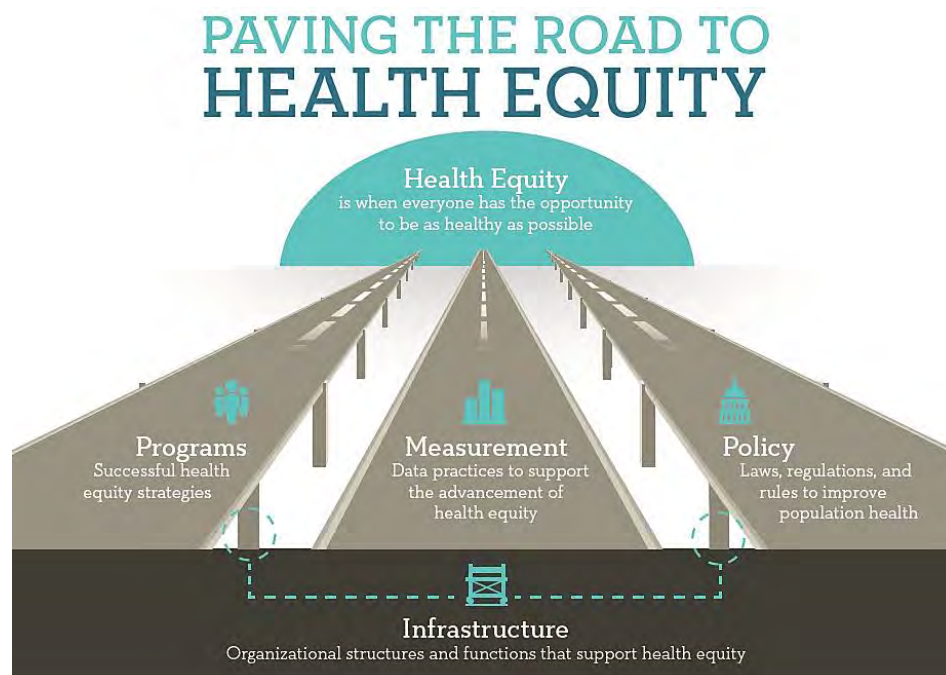 PAVING THE ROAD TO
HEALTH EQUITY
Health Equity
is when everyone has the opportunity
to be as healthy as possible
Programs
Successful health
equity strategies
Measurement
Data practices to support
the advancement of
health equity
Policy
Laws, regulations, and
rules to improve
population health
Infrastructure
Organizational structures and functions that support health equity